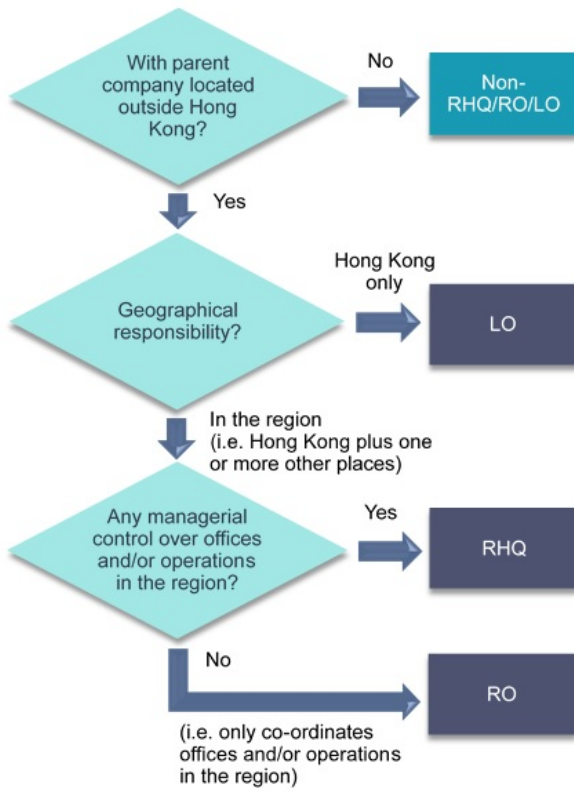 With parent
company located
outside Hong
Kong?
No
Non-
RHQ/RO/LO
Yes
Geographical
responsibility?
Hong Kong
only
LO
In the region
(i.e. Hong Kong plus one
or more other places)
Any managerial
control over offices
and/or operations
in the region?
Yes
RHQ
No
RO
(i.e. only co-ordinates
offices and/or operations
in the region)